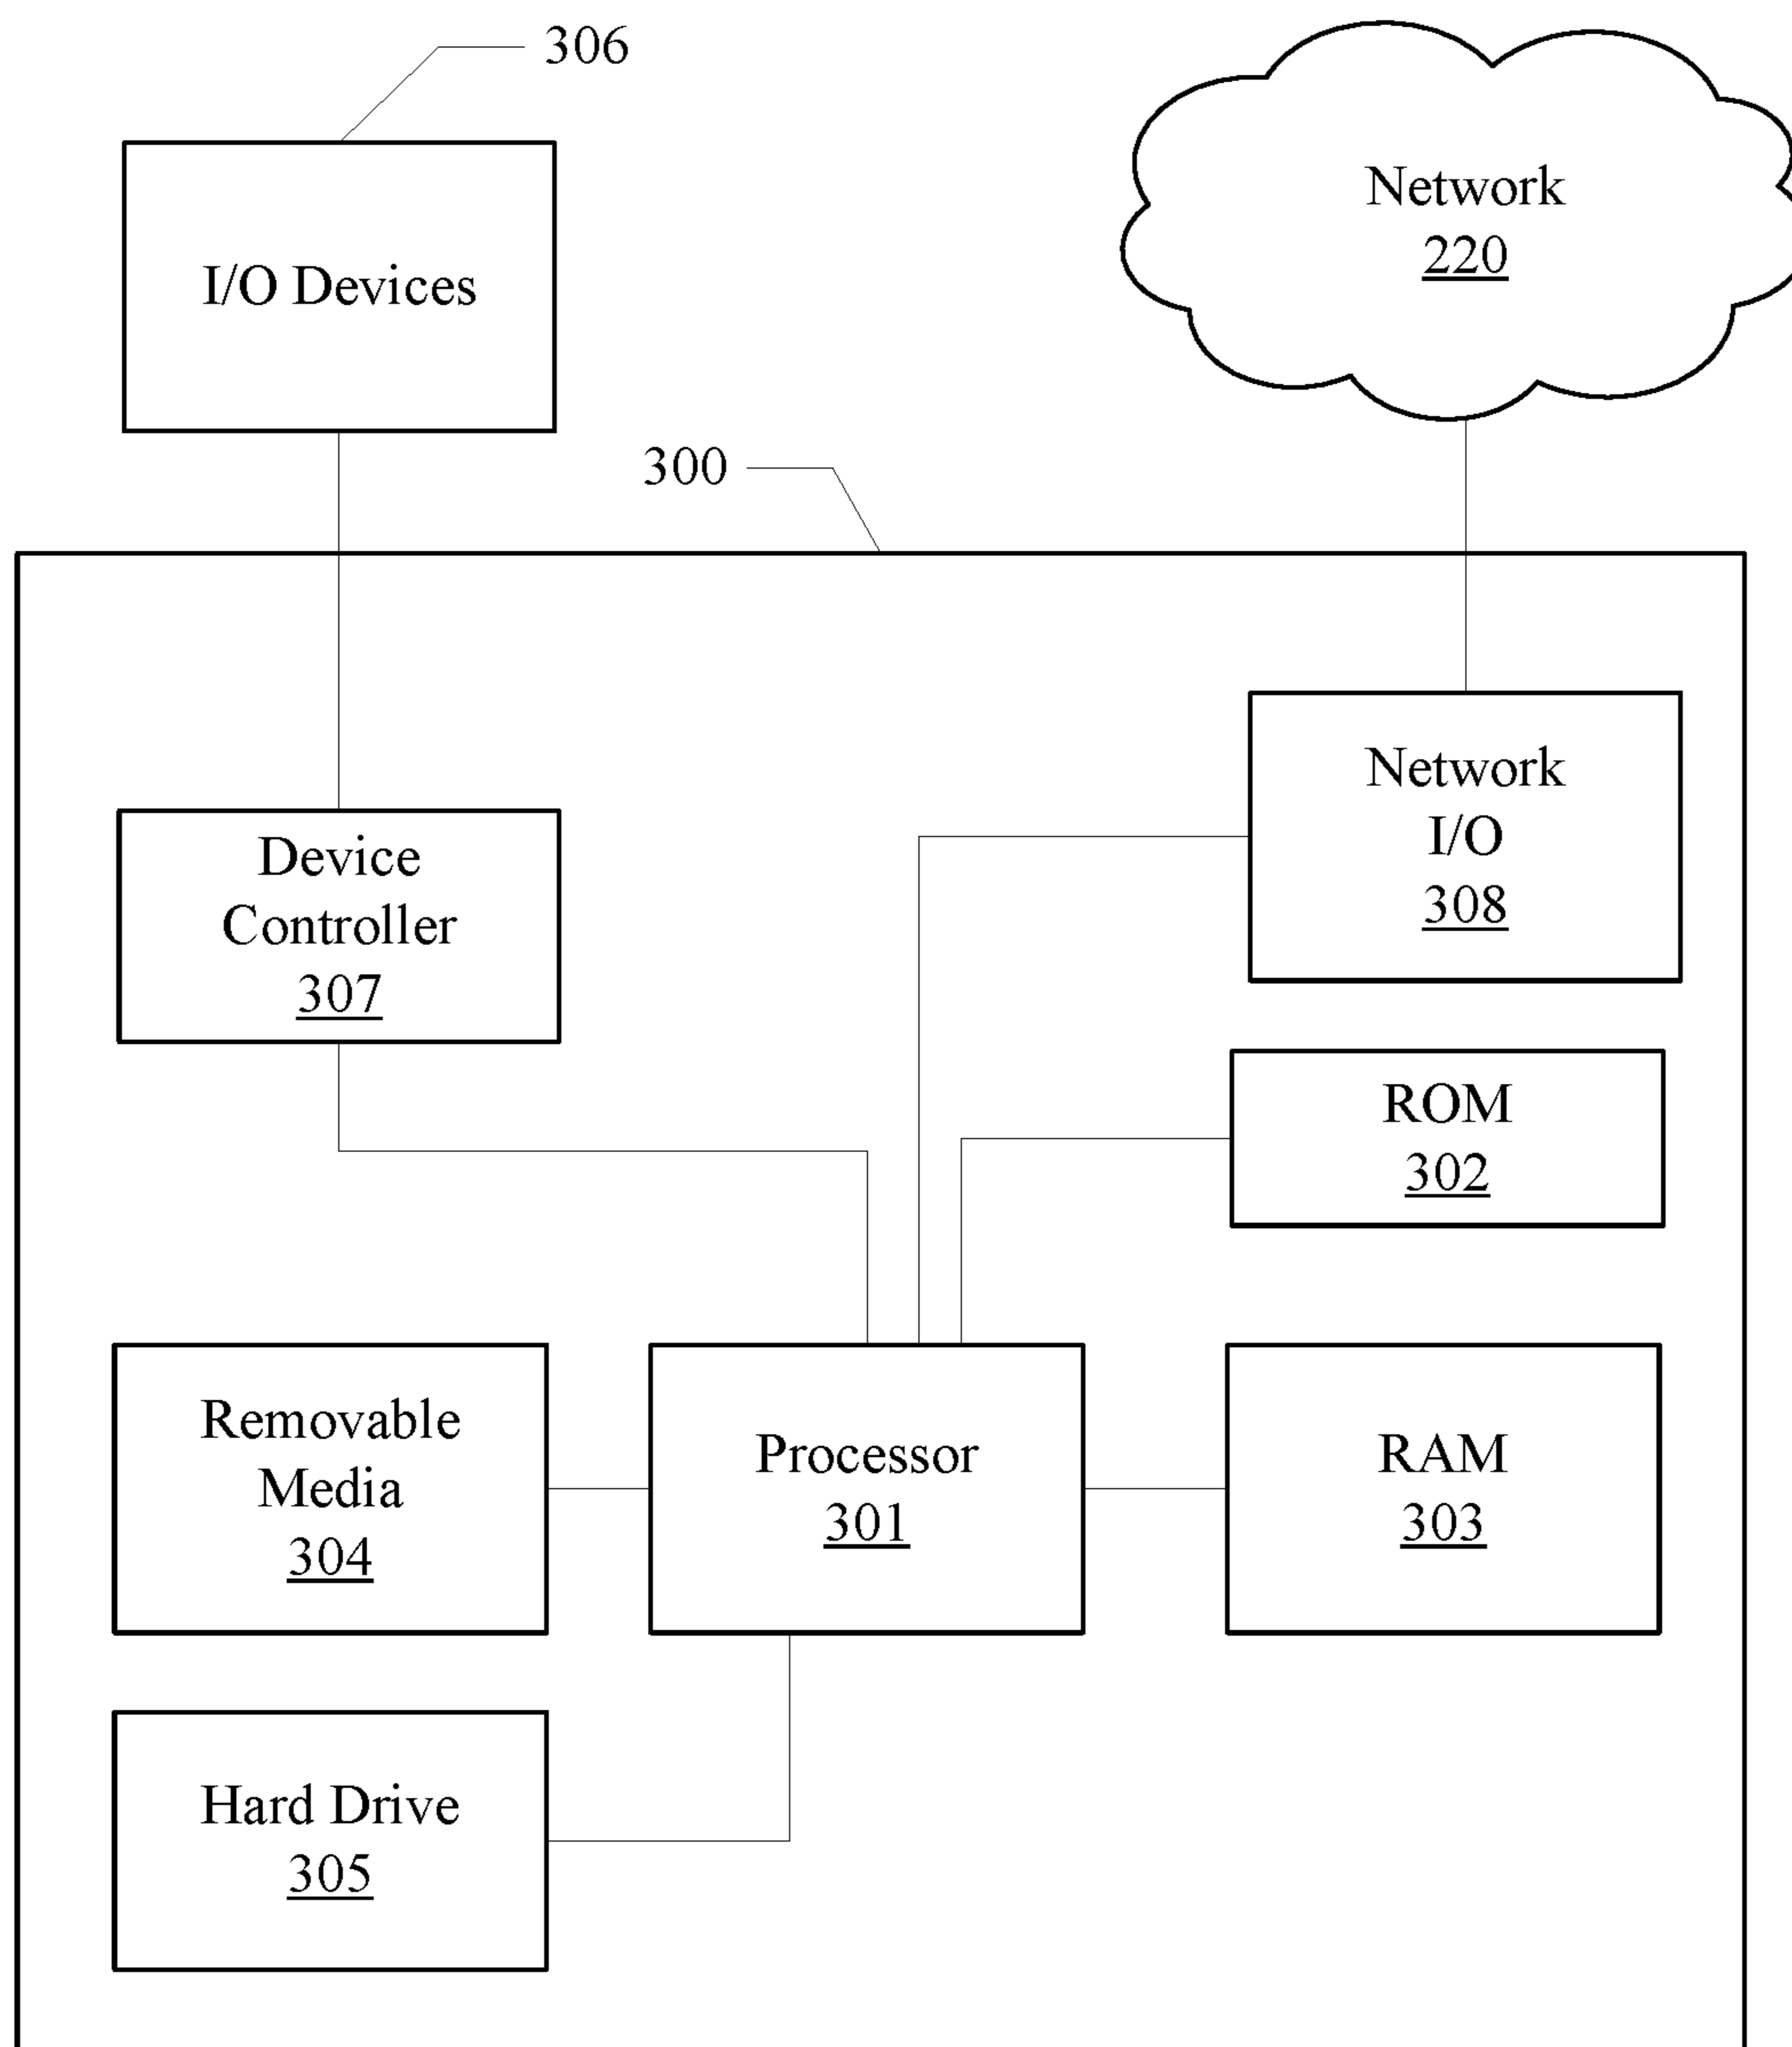 306
Network
220
I/O Devices
300
Network
I/O
308
Device
Controller
307
ROM
302
Removable
Media
304
Processor
301
RAM
303
Hard Drive
305